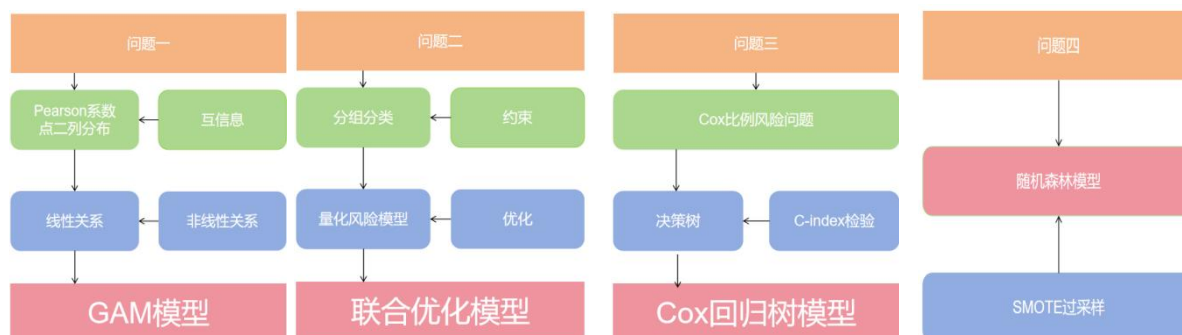 问题一
Pearson系数
点二列分布
互信息
线性关系
非线性关系
GAM模型
问题二
分组分类
约束
量化风险模型
优化
联合优化模型
问题三
Cox比例风险问题
决策树
C-index检验
Cox回归树模型
问题四
随机森林模型
SMOTE过采样